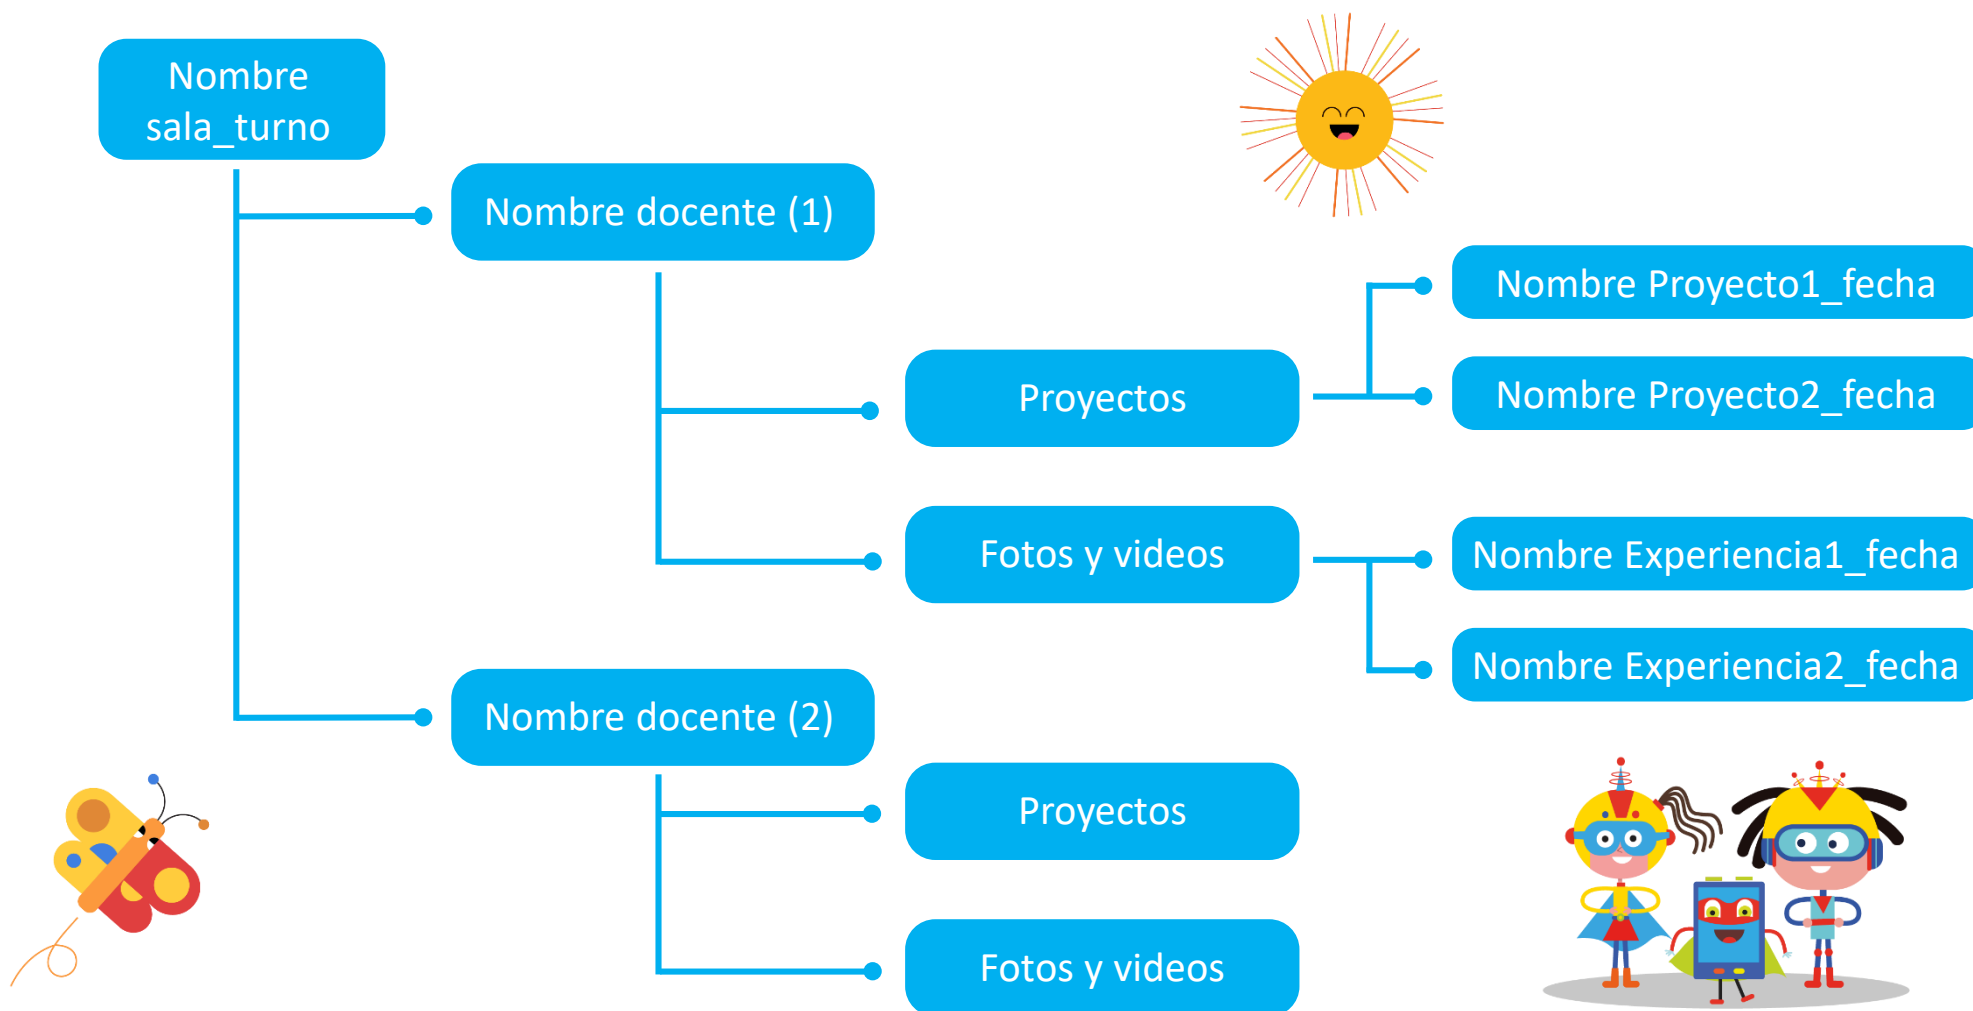 Nombre
sala_turno
Nombre docente (1)
Nombre Proyecto1_fecha
Proyectos
Nombre Proyecto2_fecha
Fotos y videos
Nombre Experiencia1_fecha
Nombre Experiencia2_fecha
Nombre docente (2)
Proyectos
Fotos y videos